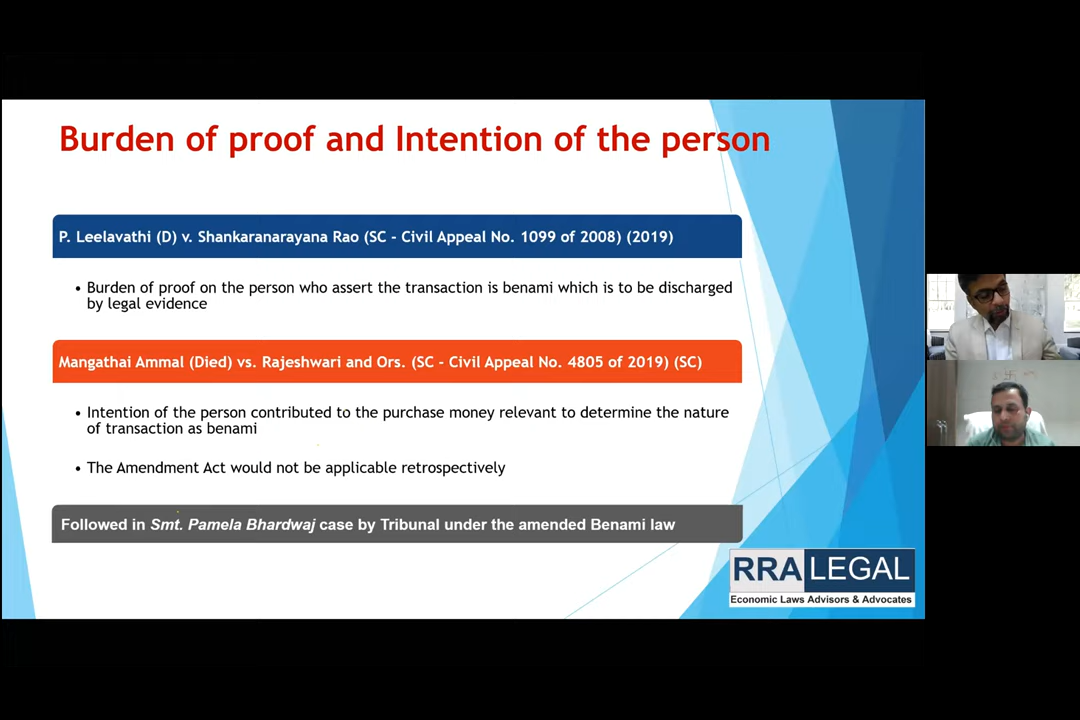 Burden of proof and Intention of the person
P. Leelavathi (D) v. Shankaranarayana Rao (SC - Civil Appeal No. 1099 of 2008) (2019)
• Burden of proof on the person who assert the transaction is benami which is to be discharged
by legal evidence
Mangathai Ammal (Died) vs. Rajeshwari and Ors. (SC - Civil Appeal No. 4805 of 2019) (SC)
• Intention of the person contributed to the purchase money relevant to determine the nature
of transaction as benami
• The Amendment Act would not be applicable retrospectively
Followed in Smt. Pamela Bhardwaj case by Tribunal under the amended Benami law
RRA LEGAL
Economic Laws Advisors & Advocates